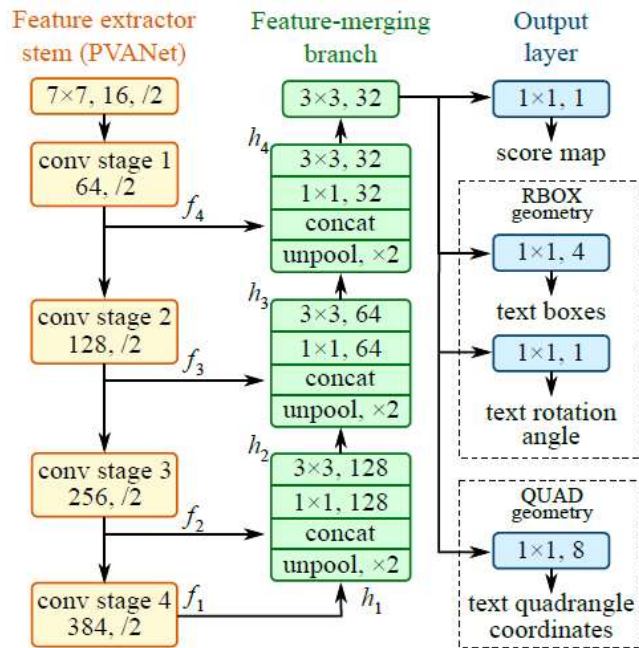 Feature extractor
stem (PVANet)
7×7, 16, /2
conv stage 1
64, /2
f4
conv stage 2
128, /2
f3
conv stage 3
256, /2
f2
conv stage 4
384, /2
f1
Feature-merging
branch
3×3, 32
h4
3×3, 32
1×1, 32
concat
unpool, ×2
h3
3×3, 64
1×1, 64
concat
unpool, ×2
h2
3×3, 128
1×1, 128
concat
unpool, ×2
h1
Output
layer
1×1, 1
score map
RBOX
geometry
1×1, 4
text boxes
1×1, 1
text rotation
angle
QUAD
geometry
1×1, 8
text quadrangle
coordinates